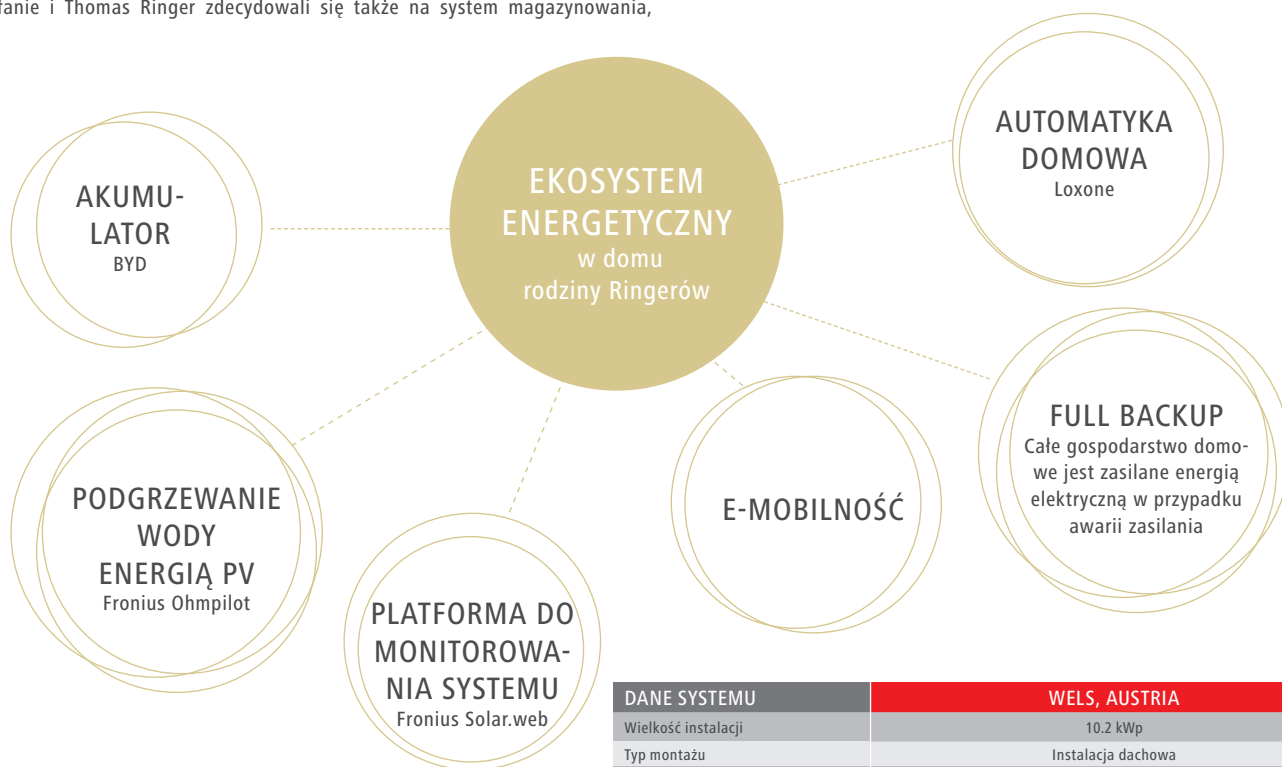 i Thomas Ringer zdecydowali się także na system magazynowania,
EKOSYSTEM
ENERGETYCZNY
w domu
rodziny Ringerów
AUTOMATYKA
DOMOWA
Loxone
AKUMU-
LATOR
BYD
FULL BACKUP
Całe gospodarstwo domo-
we jest zasilane energią
elektryczną w przypadku
awarii zasilania
E-MOBILNOŚĆ
PODGRZEWANIE
WODY
ENERGIĄ PV
Fronius Ohmpilot
PLATFORMA DO
MONITOROWA-
NIA SYSTEMU
Fronius Solar.web
DANE SYSTEMU WELS, AUSTRIA
Wielkość instalacji 10.2 kWp
Typ montażu Instalacja dachowa